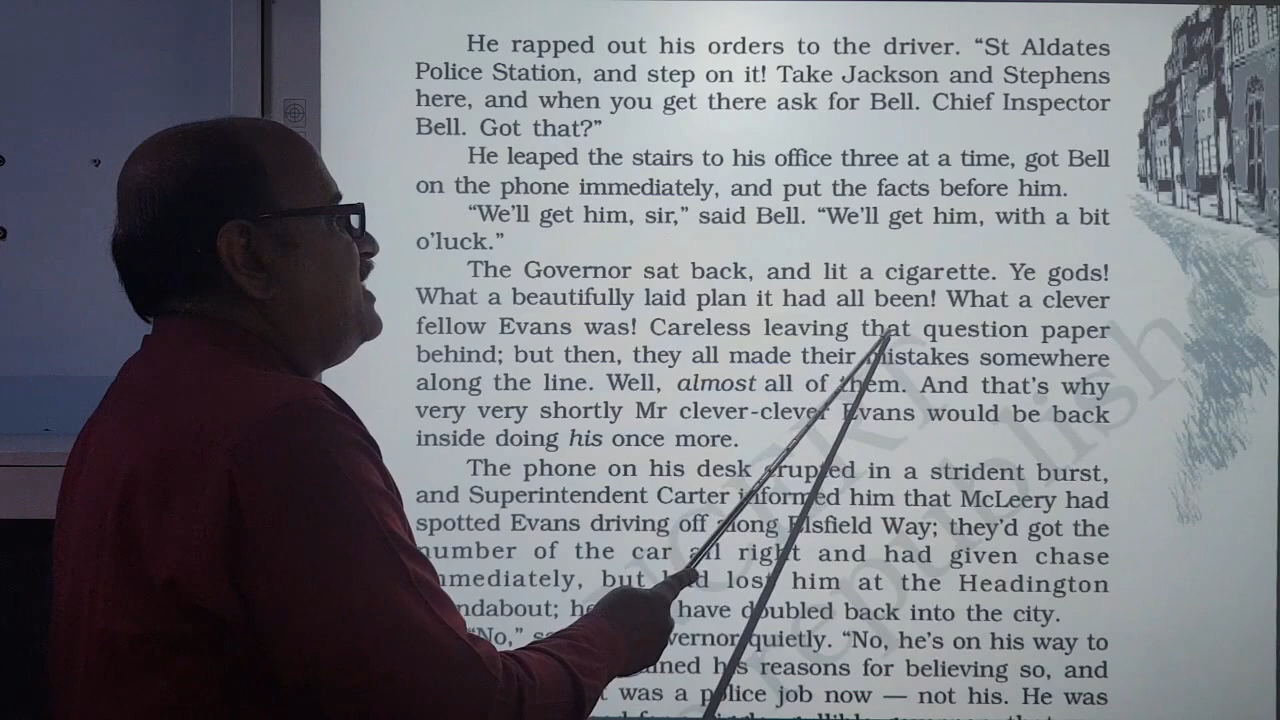 He rapped out his orders to the driver. “St Aldates
Police Station, and step on it! Take Jackson and Stephens
here, and when you get there ask for Bell. Chief Inspector
Bell. Got that?”
He leaped the stairs to his office three at a time, got Bell
on the phone immediately, and put the facts before him.
“We’ll get him, sir,” said Bell. “We’ll get him, with a bit
o’luck.”
The Governor sat back, and lit a cigarette. Ye gods!
What a beautifully laid plan it had all been! What a clever
fellow Evans was! Careless leaving that question paper
behind; but then, they all made their mistakes somewhere
along the line. Well, almost all of them. And that’s why
very very shortly Mr clever-clever Evans would be back
inside doing his once more.
The phone on his desk erupted in a strident burst,
and Superintendent Carter informed him that McLeery had
spotted Evans driving off along Elsfield Way; they’d got the
number of the car all right and had given chase
immediately, but had lost him at the Headington
have doubled back into the city.
“No,” quietly. “No, he’s on his way to
his reasons for believing so, and
was a police job now — not his. He was